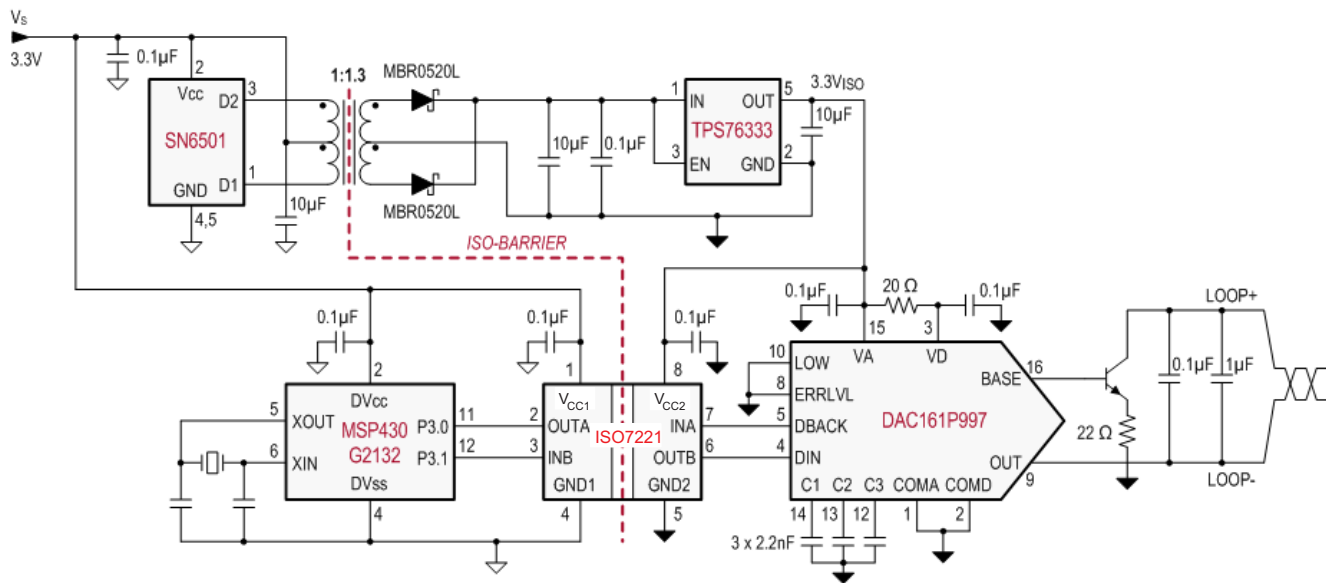 VS
3.3V
0.1µF
2
Vcc
D2
3
SN6501
D1
1
GND
4,5
10µF
1:1.3
MBR0520L
MBR0520L
10µF
0.1µF
1
IN
OUT
5
TPS76333
3
EN
GND
2
3.3VISO
10µF
ISO-BARRIER
0.1µF
2
DVcc
5
XOUT
P3.0
11
MSP430
G2132
6
XIN
P3.1
12
DVss
4
0.1µF
1
VCC1
2
OUTA
3
INB
GND1
4
ISO7221
0.1µF
8
VCC2
INA
7
OUTB
6
GND2
5
0.1µF
20 Ω
0.1µF
15
3
VA
VD
10
LOW
8
ERRLVL
5
DBACK
4
DIN
DAC161P997
BASE
16
OUT
9
C1
C2
C3
COMA
COMD
14
13
12
1
2
3 x 2.2nF
22 Ω
0.1µF
1µF
LOOP+
LOOP-